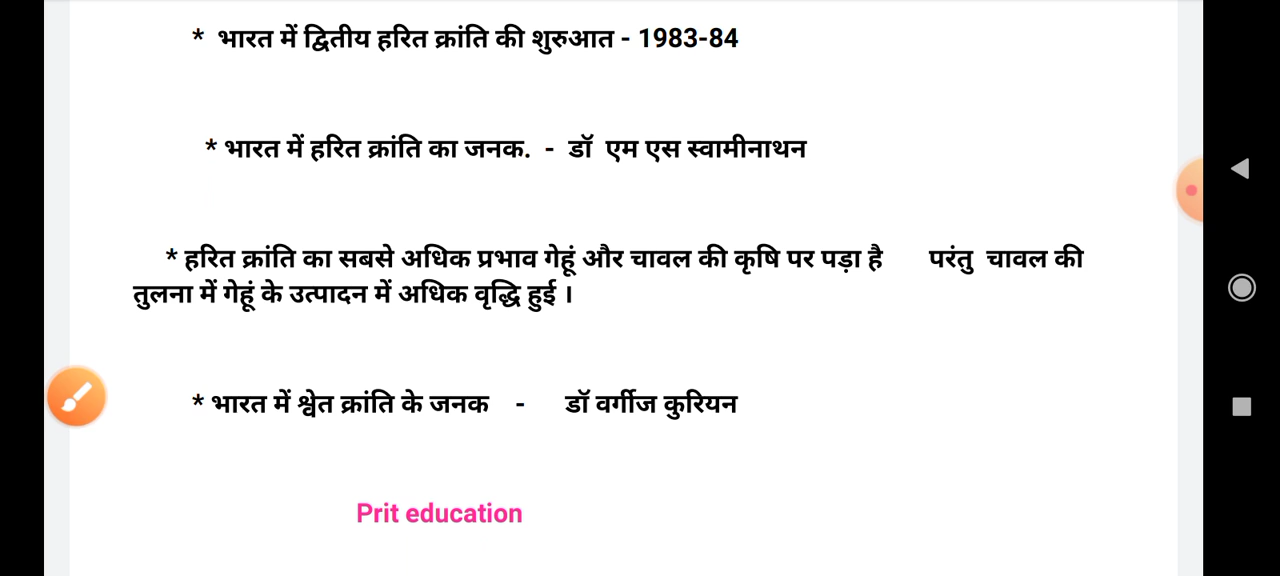 * भारत में द्वितीय हरित क्रांति की शुरुआत - 1983-84
* भारत में हरित क्रांति का जनक. - डॉ एम एस स्वामीनाथन
* हरित क्रांति का सबसे अधिक प्रभाव गेहूं और चावल की कृषि पर पड़ा है परंतु चावल की
तुलना में गेहूं के उत्पादन में अधिक वृद्धि हुई ।
* भारत में श्वेत क्रांति के जनक - डॉ वर्गीज कुरियन
Prit education